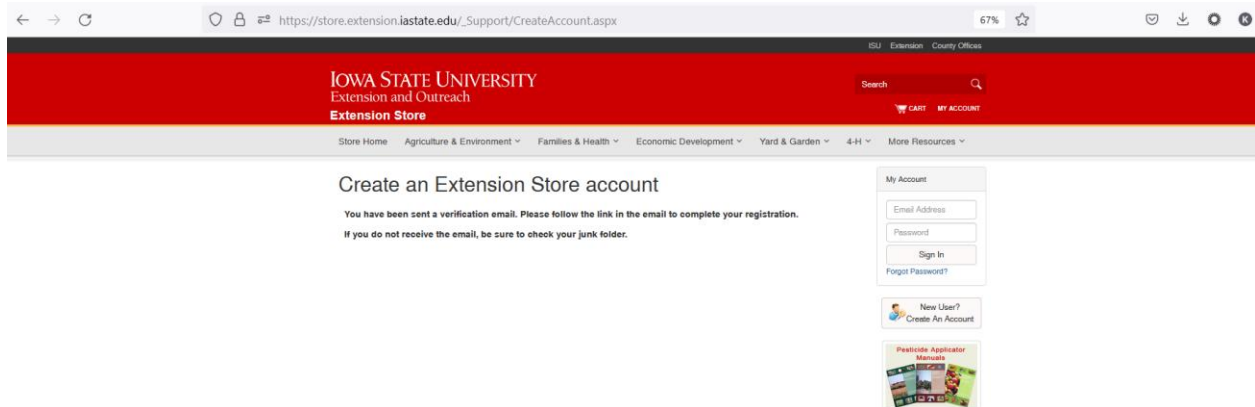 https://store.extension.iastate.edu/_Support/CreateAccount.aspx
67%
ISU Extension County Offices
IOWA STATE UNIVERSITY
Extension and Outreach
Extension Store
Search
CART MY ACCOUNT
Store Home Agriculture & Environment Families & Health Economic Development Yard & Garden 4-H More Resources
Create an Extension Store account
You have been sent a verification email. Please follow the link in the email to complete your registration.
If you do not receive the email, be sure to check your junk folder.
My Account
Email Address
Password
Sign In
Forgot Password?
New User?
Create An Account
Pesticide Applicator
Manuals